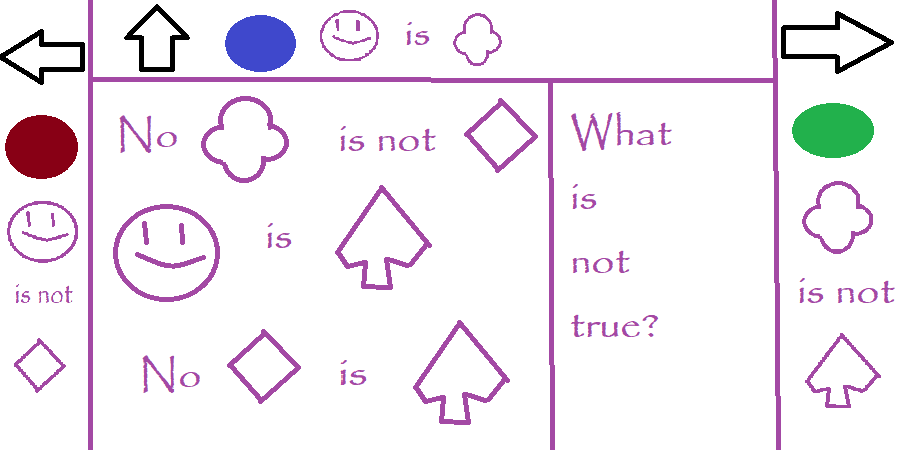 is
No is not
is
No is
What
is
not
true?
is not
is not